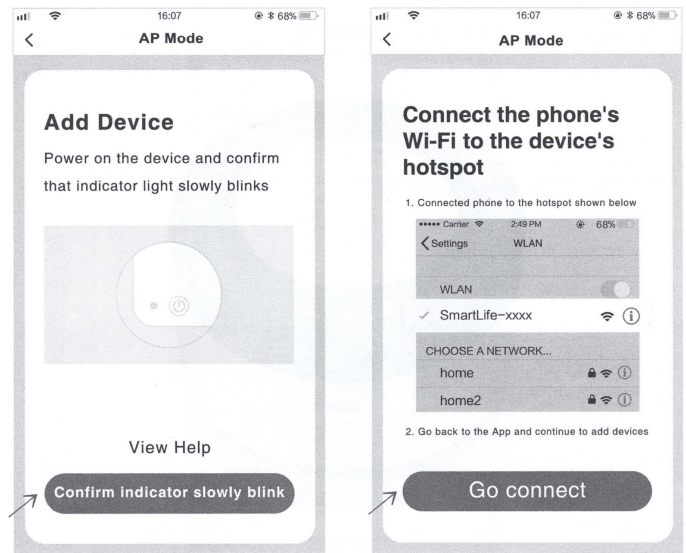 16:07
68%
AP Mode
Add Device
Power on the device and confirm
that indicator light slowly blinks
View Help
Confirm indicator slowly blink
16:07
68%
AP Mode
Connect the phone's
Wi-Fi to the device's
hotspot
1. Connected phone to the hotspot shown below
Carrier 2:49 PM 68%
Settings WLAN
WLAN
SmartLife-xxxx
CHOOSE A NETWORK...
home
home2
2. Go back to the App and continue to add devices
Go connect